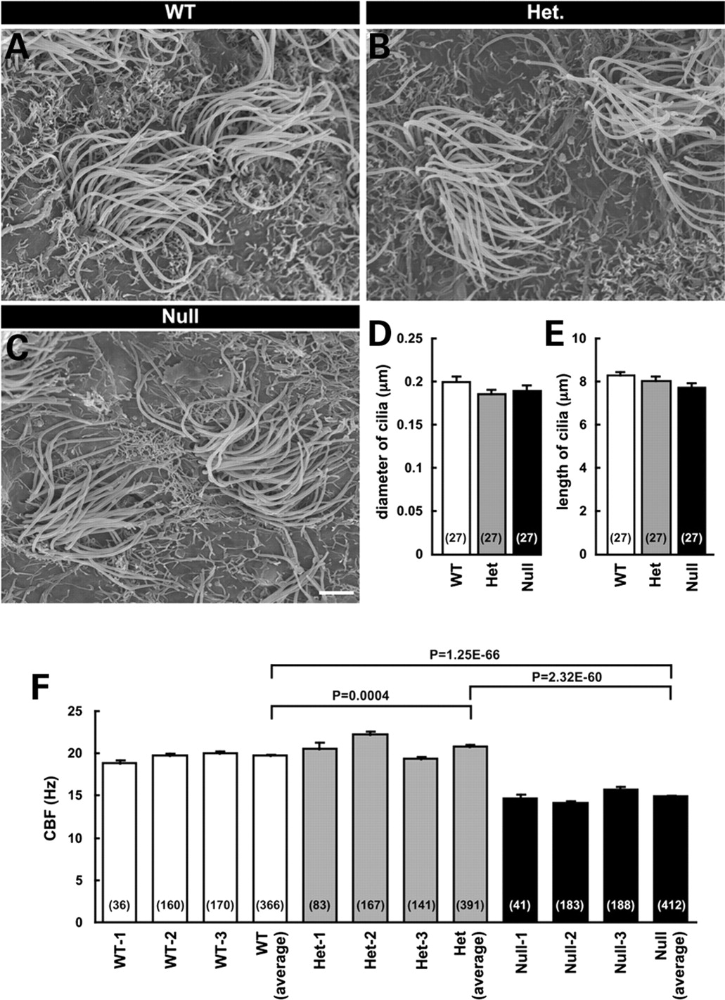 WT
Het.
A
B
Null
C
D
E
0.25
0.2
0.15
0.1
0.05
0
diameter of cilia (μm)
(27)
(27)
(27)
WT
Het
Null
10
8
6
4
2
0
length of cilia (μm)
(27)
(27)
(27)
WT
Het
Null
F
P=1.25E-66
P=2.32E-60
P=0.0004
25
20
15
10
5
0
CBF (Hz)
(36)
(160)
(170)
(366)
(83)
(167)
(141)
(391)
(41)
(183)
(188)
(412)
WT-1
WT-2
WT-3
WT
(average)
Het-1
Het-2
Het-3
Het
(average)
Null-1
Null-2
Null-3
Null
(average)